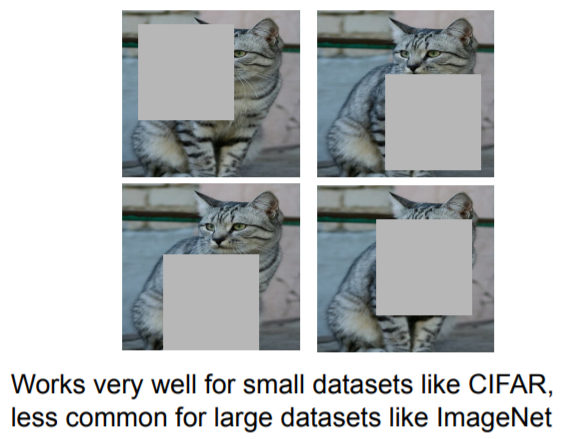 Works very well for small datasets like CIFAR,
less common for large datasets like ImageNet